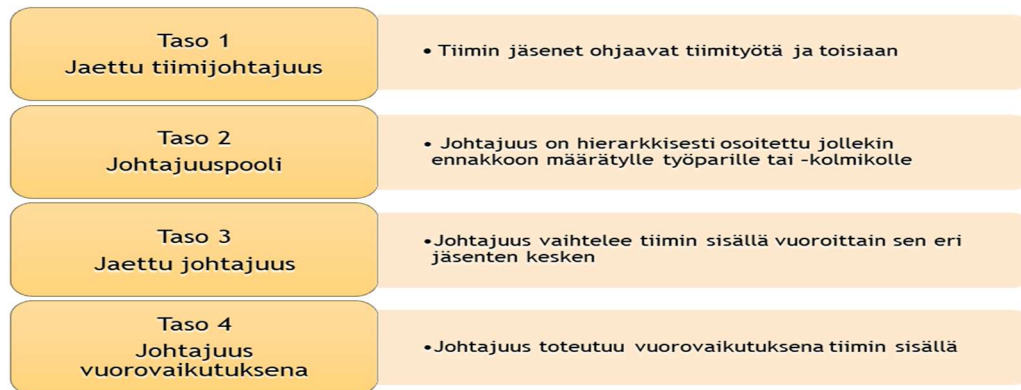 Taso 1
Jaettu tiimijohtajuus
• Tiimin jäsenet ohjaavat tiimityötä ja toisiaan
Taso 2
Johtajuuspooli
• Johtajuus on hierarkkisesti osoitettu jollekin
ennakkoon määrätylle työparille tai -kolmikolle
Taso 3
Jaettu johtajuus
•Johtajuus vaihtelee tiimin sisällä vuoroittain sen eri
jäsenten kesken
Taso 4
Johtajuus
vuorovaikutuksena
•Johtajuus toteutuu vuorovaikutuksena tiimin sisällä